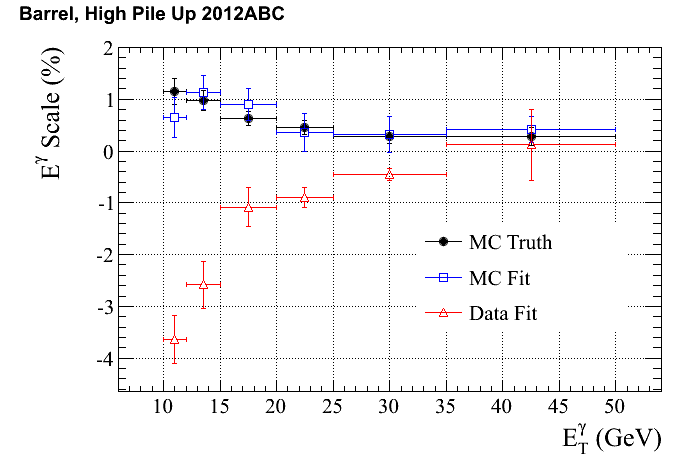 Barrel, High Pile Up 2012ABC
E^γ Scale (%)
2
1
0
-1
-2
-3
-4
MC Truth
MC Fit
Data Fit
10 15 20 25 30 35 40 45 50
E_T^γ (GeV)